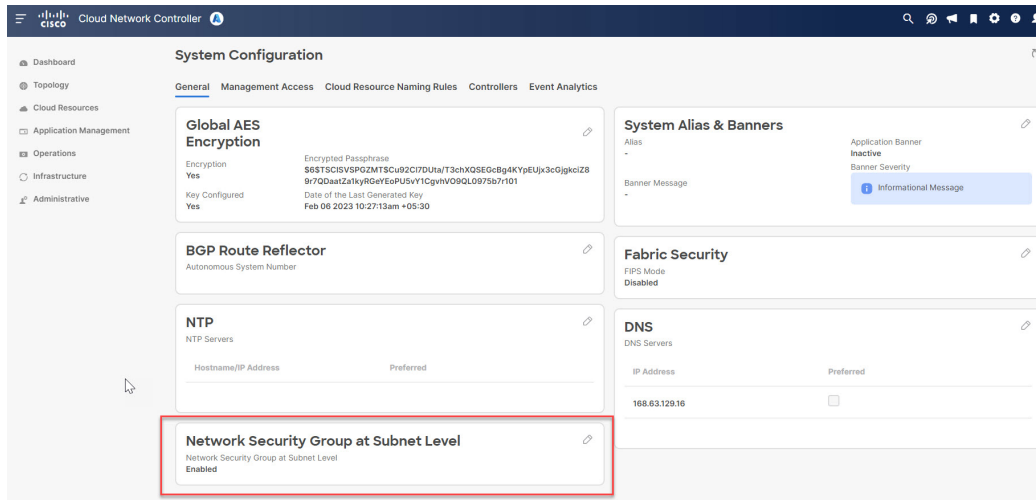 CISCO Cloud Network Controller
Dashboard
Topology
Cloud Resources
Application Management
Operations
Infrastructure
Administrative
System Configuration
General Management Access Cloud Resource Naming Rules Controllers Event Analytics
Global AES
Encryption
Encryption
Yes
Encrypted Passphrase
$6$TSCISVSPGZMT$Cu92CI7DUta/T3chXQSEGcBg4KYpEUjx3cGjgkciZ8
9r7QDaatZa1kyRGeYEoPU5vY1CgvhVO9QL0975b7r101
Key Configured
Yes
Date of the Last Generated Key
Feb 06 2023 10:27:13am +05:30
System Alias & Banners
Alias
-
Application Banner
Inactive
Banner Severity
Informational Message
Banner Message
-
BGP Route Reflector
Autonomous System Number
Fabric Security
FIPS Mode
Disabled
NTP
NTP Servers
Hostname/IP Address Preferred
DNS
DNS Servers
IP Address Preferred
168.63.129.16
Network Security Group at Subnet Level
Network Security Group at Subnet Level
Enabled